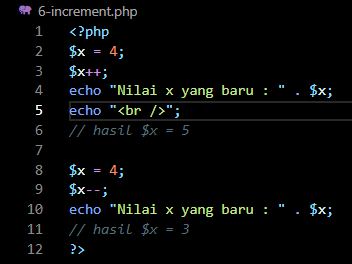 6-increment.php
1 <?php
2 $x = 4;
3 $x++;
4 echo "Nilai x yang baru : " . $x;
5 echo "<br />";
6 // hasil $x = 5
7
8 $x = 4;
9 $x--;
10 echo "Nilai x yang baru : " . $x;
11 // hasil $x = 3
12 ?>